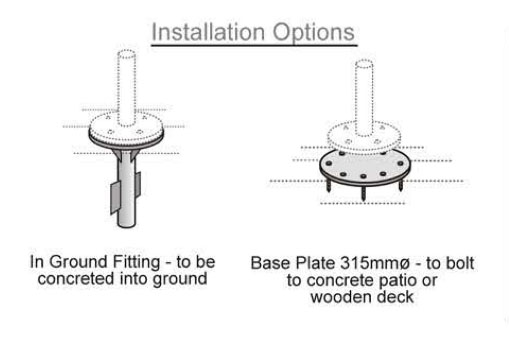 Installation Options
In Ground Fitting - to be
concreted into ground
Base Plate 315mmø - to bolt
to concrete patio or
wooden deck